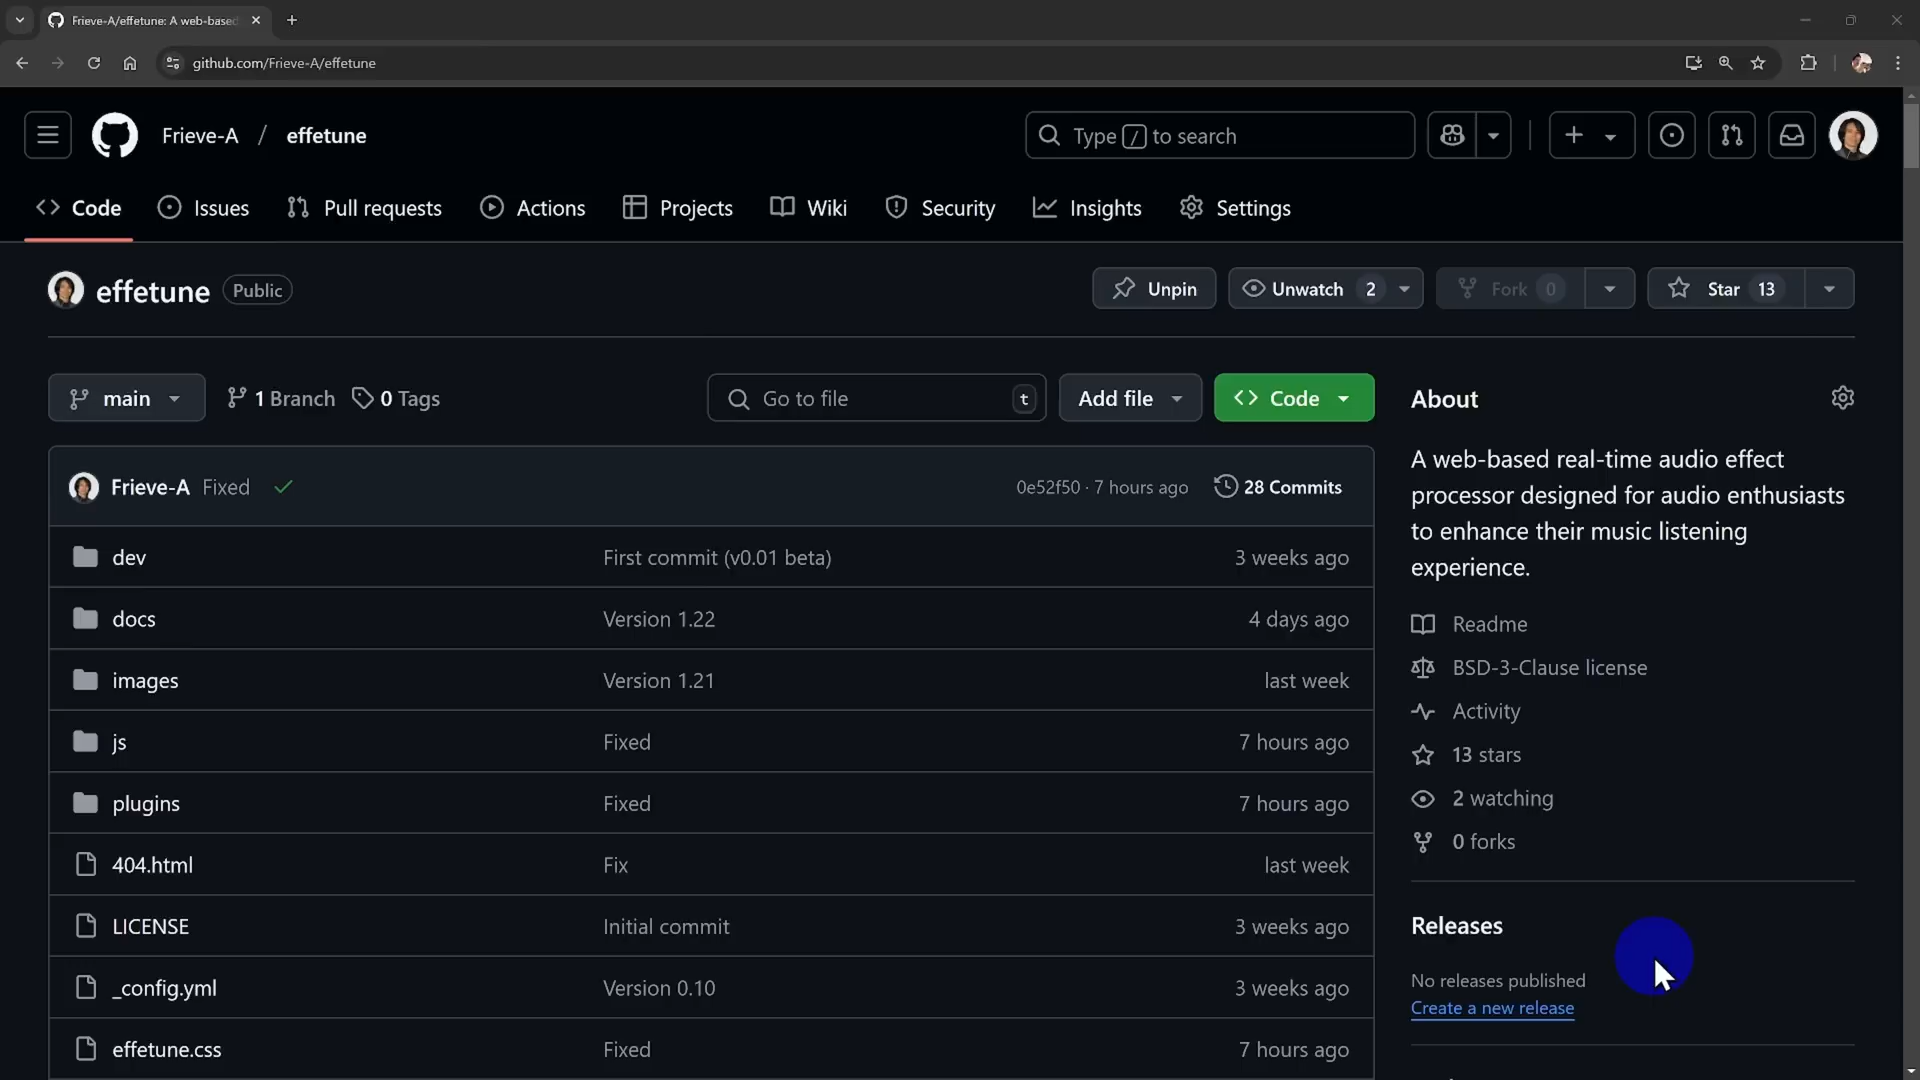 Frieve-A/effetune: A web-based
github.com/Frieve-A/effetune
Frieve-A / effetune
Type / to search
Code Issues Pull requests Actions Projects Wiki Security Insights Settings
effetune Public
Unpin Unwatch 2 Fork 0 Star 13
main 1 Branch 0 Tags
Go to file t Add file Code
Frieve-A Fixed 0e52f50 · 7 hours ago 28 Commits
dev First commit (v0.01 beta) 3 weeks ago
docs Version 1.22 4 days ago
images Version 1.21 last week
js Fixed 7 hours ago
plugins Fixed 7 hours ago
404.html Fix last week
LICENSE Initial commit 3 weeks ago
_config.yml Version 0.10 3 weeks ago
effetune.css Fixed 7 hours ago
About
A web-based real-time audio effect
processor designed for audio enthusiasts
to enhance their music listening
experience.
Readme
BSD-3-Clause license
Activity
13 stars
2 watching
0 forks
Releases
No releases published
Create a new release